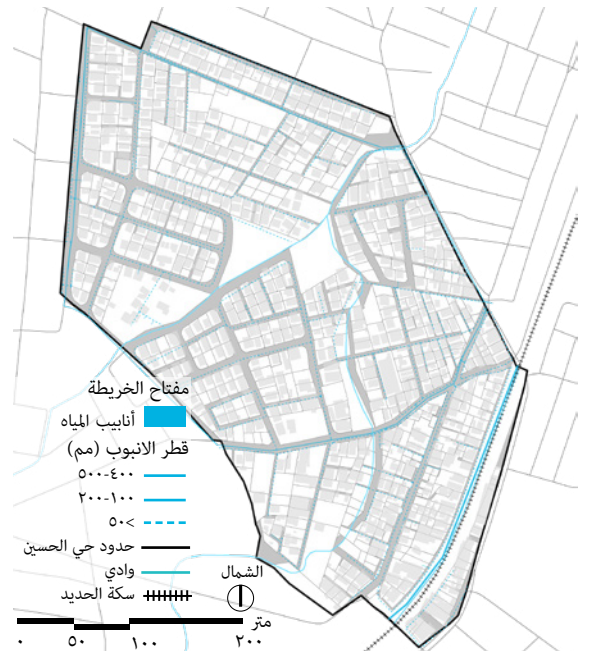 مفتاح الخريطة
أنابيب المياه
قطر الانبوب (مم)
٤٠٠-٥٠٠
١٠٠-٢٠٠
>٥٠
حدود حي الحسين
وادي
سكة الحديد
الشمال
متر
٠ ٥٠ ١٠٠ ٢٠٠